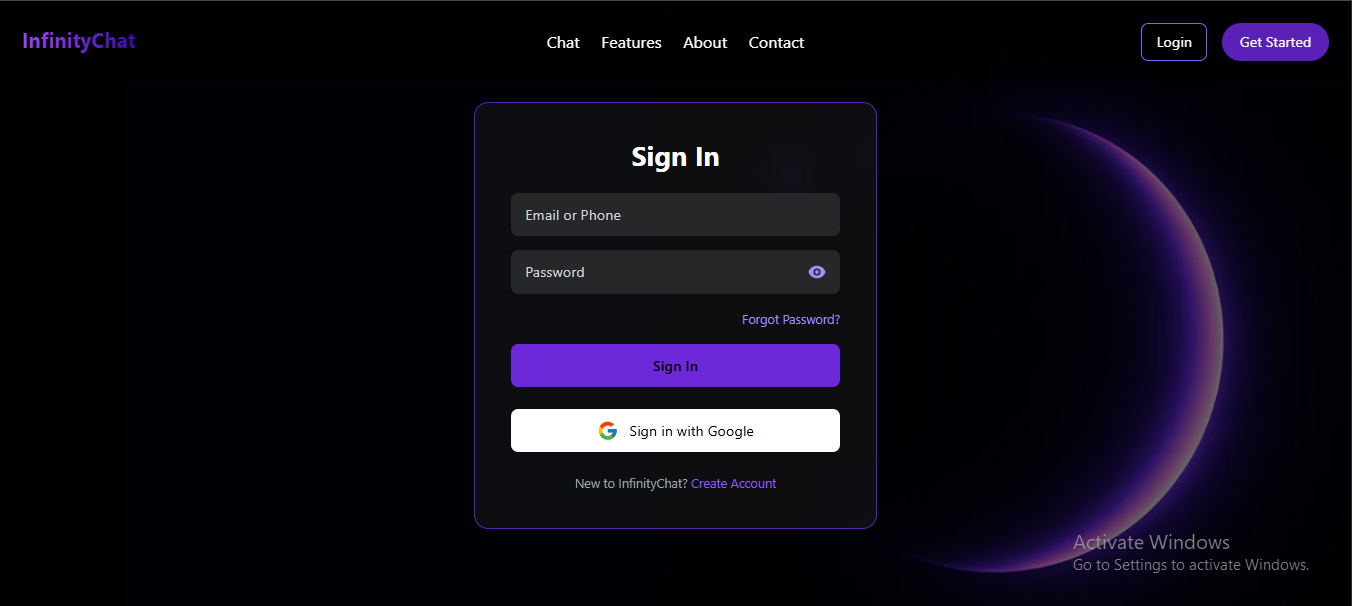 InfinityChat
Chat Features About Contact
Login
Get Started
Sign In
Email or Phone
Password
Forgot Password?
Sign In
Sign in with Google
New to InfinityChat? Create Account
Activate Windows
Go to Settings to activate Windows.